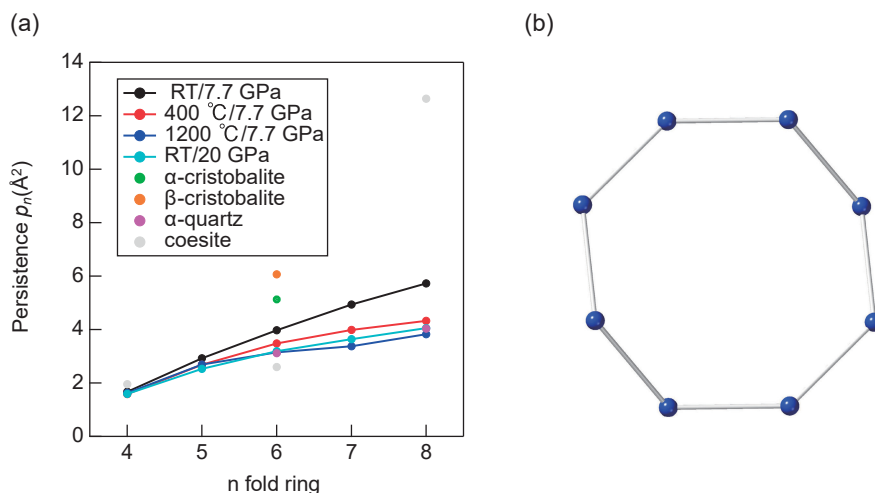 (a)
(b)
14
12
10
8
6
4
2
0
Persistence pn(Å²)
RT/7.7 GPa
400 ℃/7.7 GPa
1200 ℃/7.7 GPa
RT/20 GPa
α-cristobalite
β-cristobalite
α-quartz
coesite
4 5 6 7 8
n fold ring